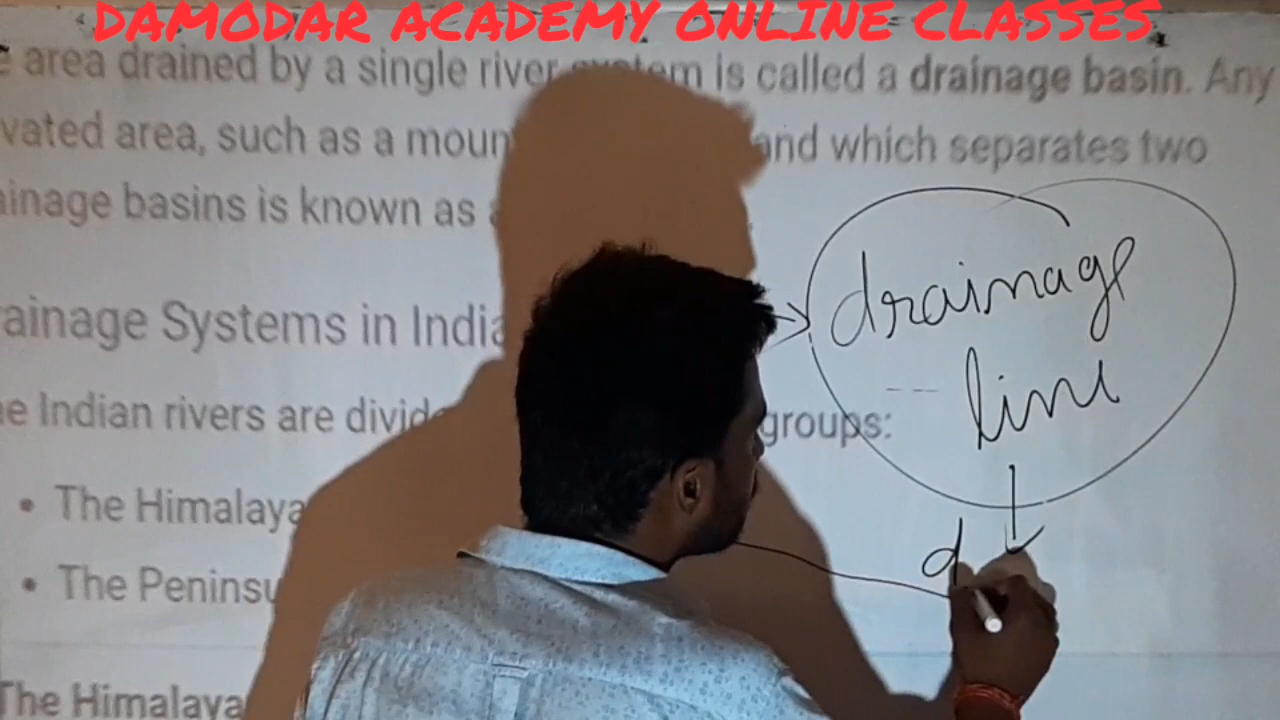 DAMODAR ACADEMY ONLINE CLASSES
e area drained by a single river system is called a drainage basin. Any
vated area, such as a moun and which separates two
ainage basins is known as
drainage
line
rainage Systems in India
he Indian rivers are divide groups:
• The Himalaya
• The Peninsu
d
The Himalaya